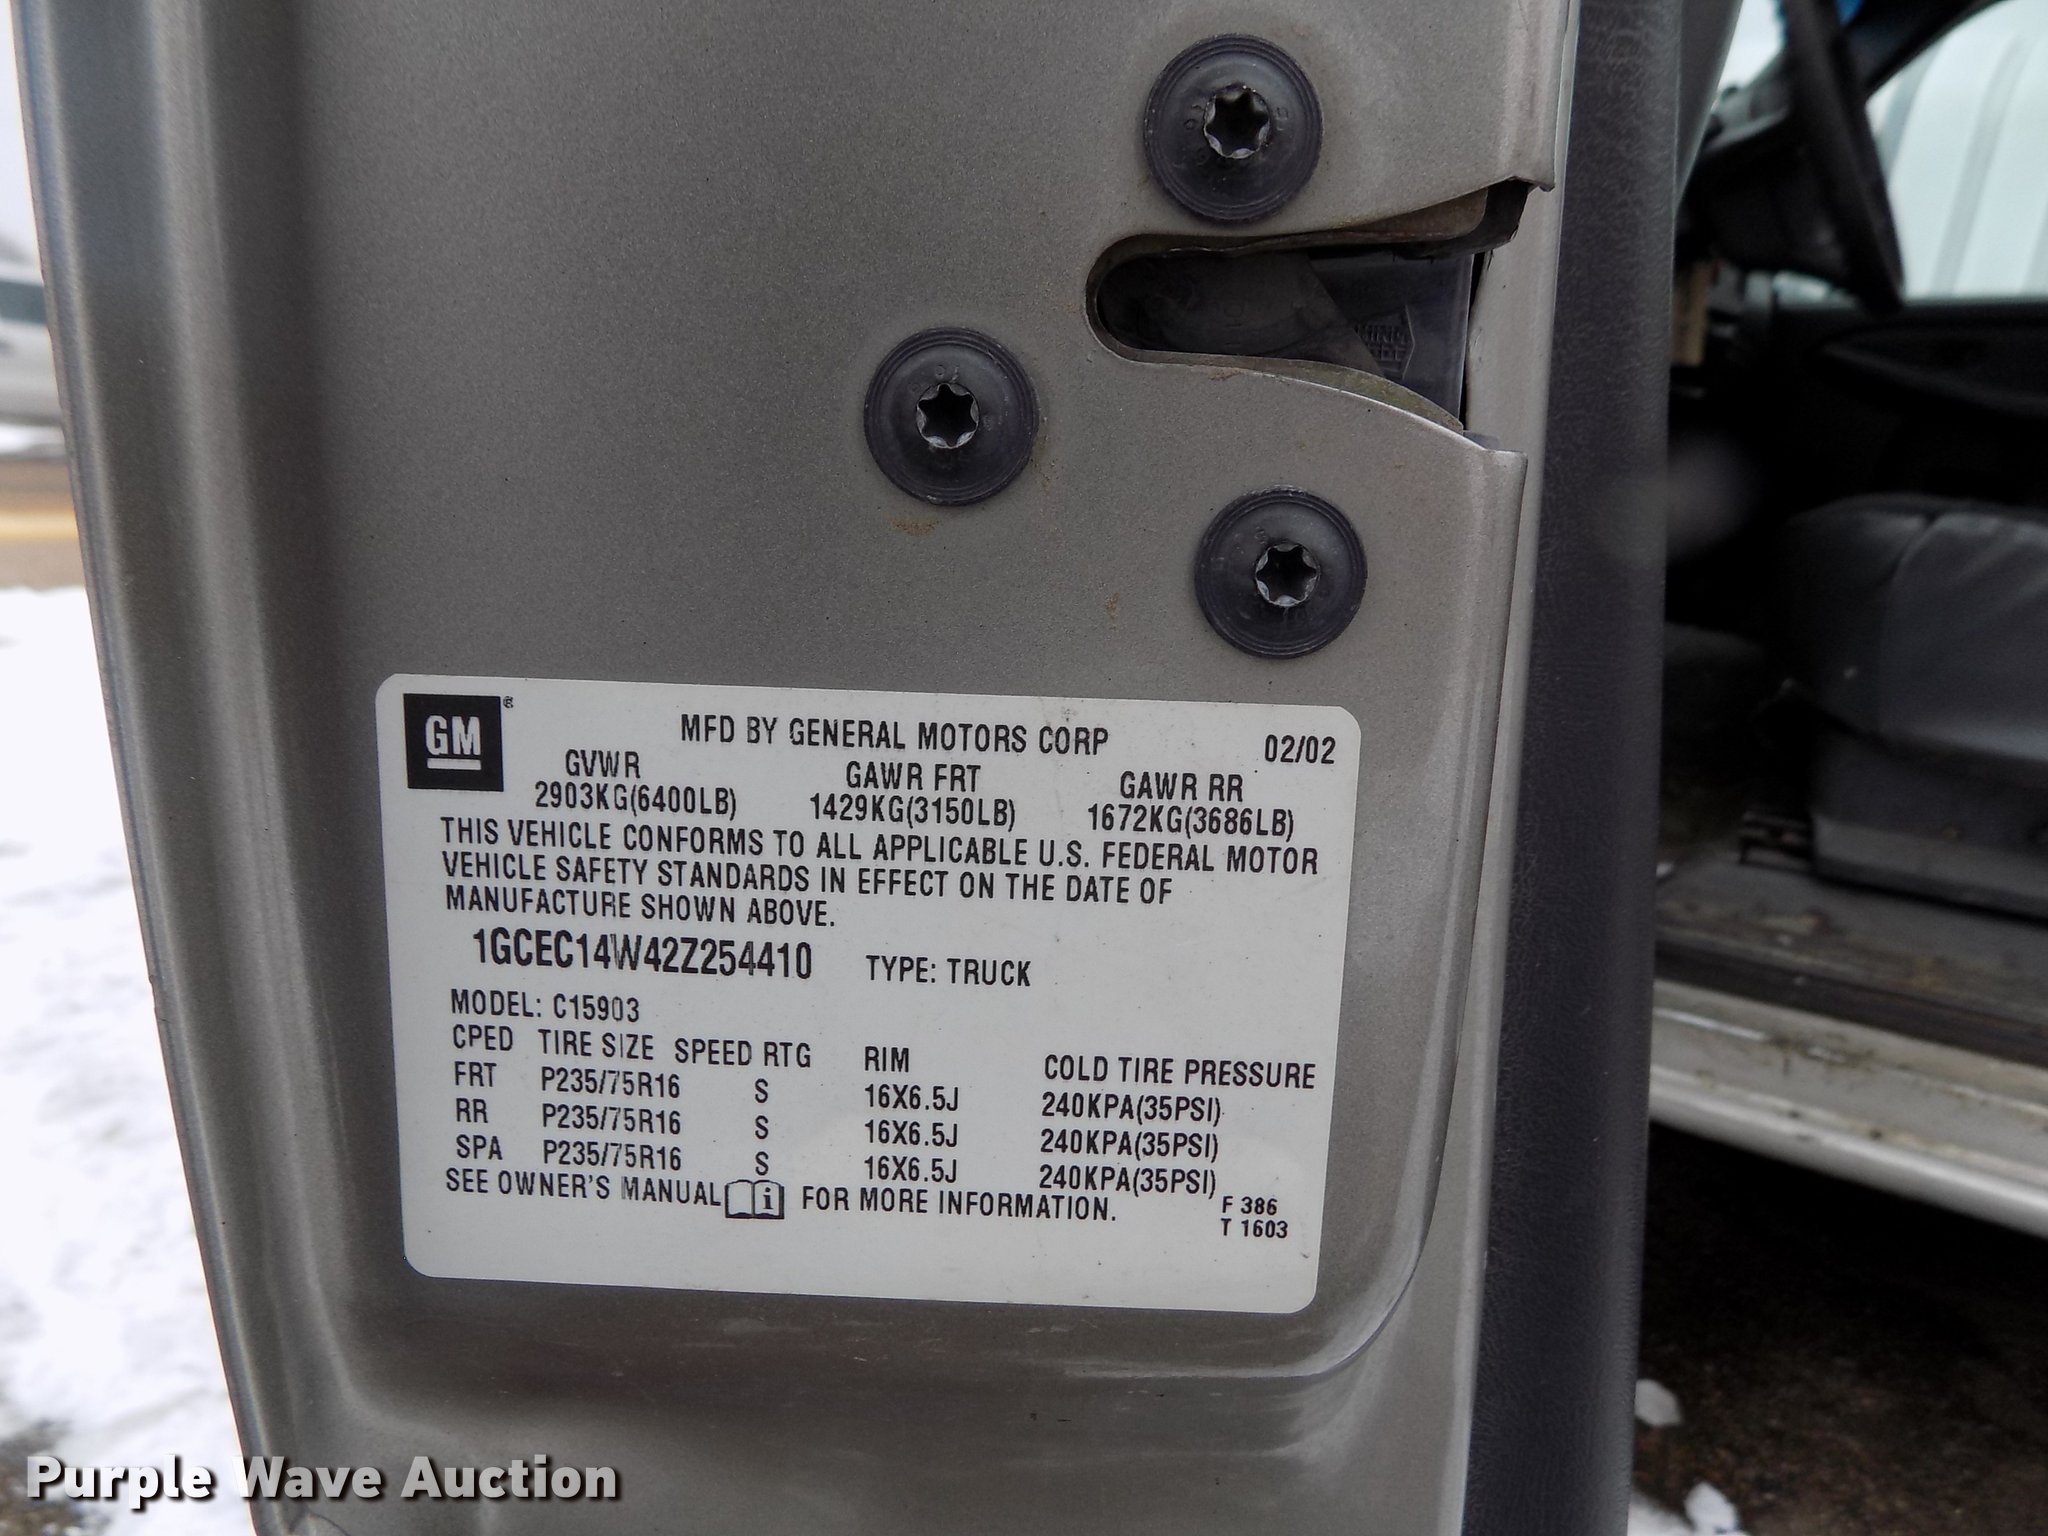 GM®
MFD BY GENERAL MOTORS CORP 02/02
GVWR GAWR FRT GAWR RR
2903KG(6400LB) 1429KG(3150LB) 1672KG(3686LB)
THIS VEHICLE CONFORMS TO ALL APPLICABLE U.S. FEDERAL MOTOR
VEHICLE SAFETY STANDARDS IN EFFECT ON THE DATE OF
MANUFACTURE SHOWN ABOVE.
1GCEC14W42Z254410 TYPE: TRUCK
MODEL: C15903
CPED TIRE SIZE SPEED RTG RIM COLD TIRE PRESSURE
FRT P235/75R16 S 16X6.5J 240KPA(35PSI)
RR P235/75R16 S 16X6.5J 240KPA(35PSI)
SPA P235/75R16 S 16X6.5J 240KPA(35PSI)
SEE OWNER'S MANUAL i FOR MORE INFORMATION.
F 386
T 1603
Purple Wave Auction